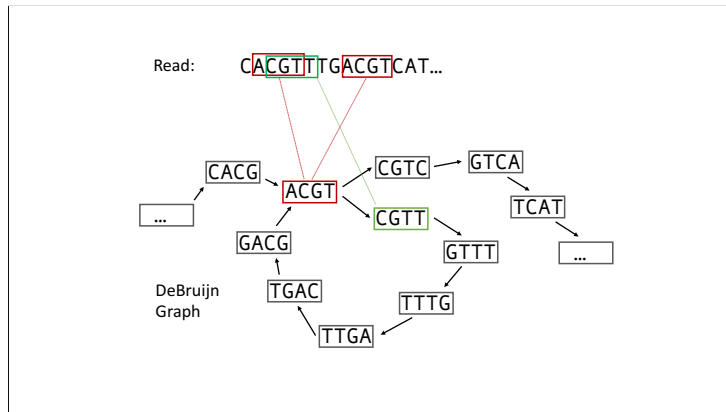 Read: CACGTTTGACGTCAT…
CACG
CGTC
GTCA
ACGT
TCAT
…
CGTT
GACG
GTTT
…
TGAC
DeBruijn
Graph
TTTG
TTGA